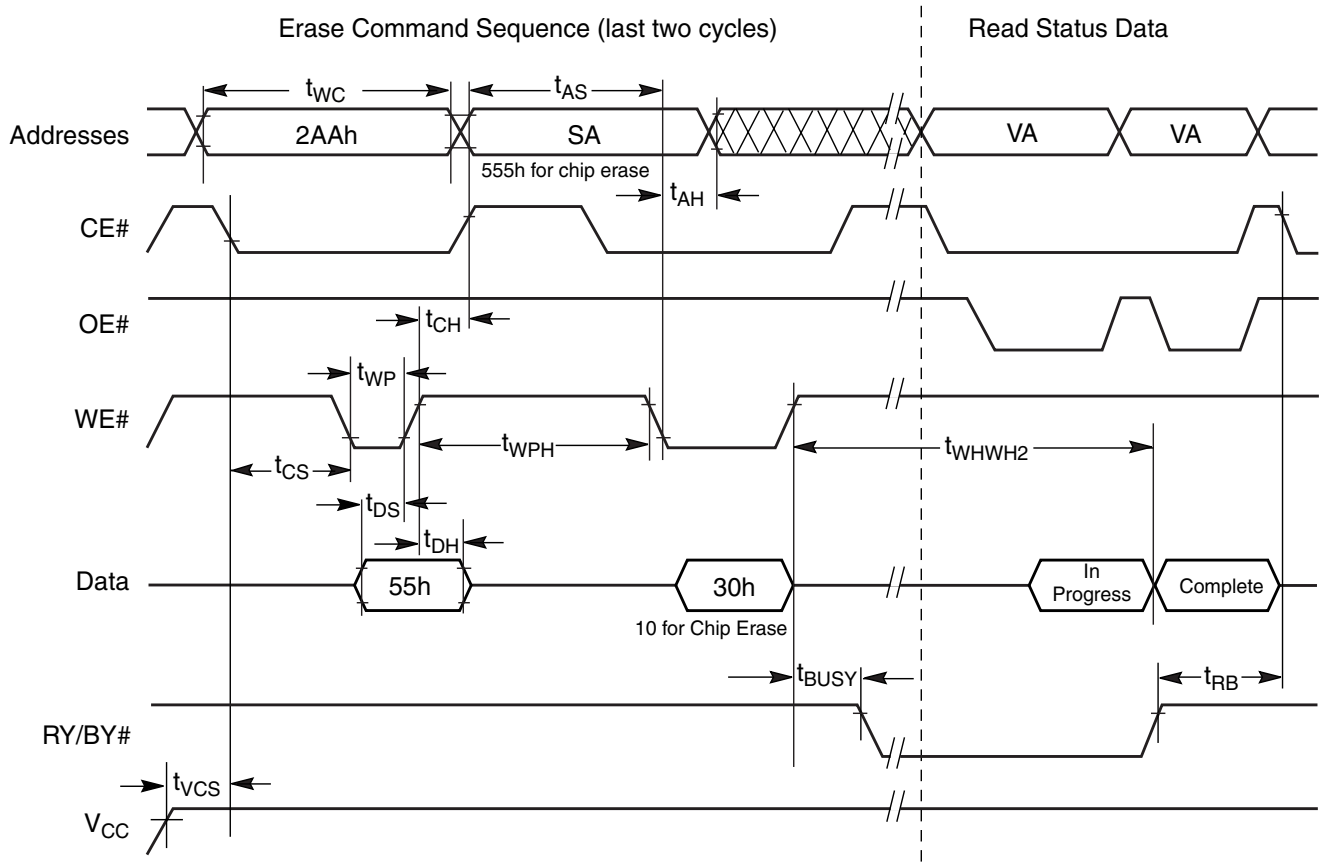 Erase Command Sequence (last two cycles)
Read Status Data
tWC
tAS
Addresses
2AAh
SA
VA
VA
555h for chip erase
tAH
CE#
OE#
tCH
tWP
WE#
tWPH
tWHWH2
tCS
tDS
tDH
Data
55h
30h
In
Progress
Complete
10 for Chip Erase
tBUSY
tRB
RY/BY#
tVCS
VCC